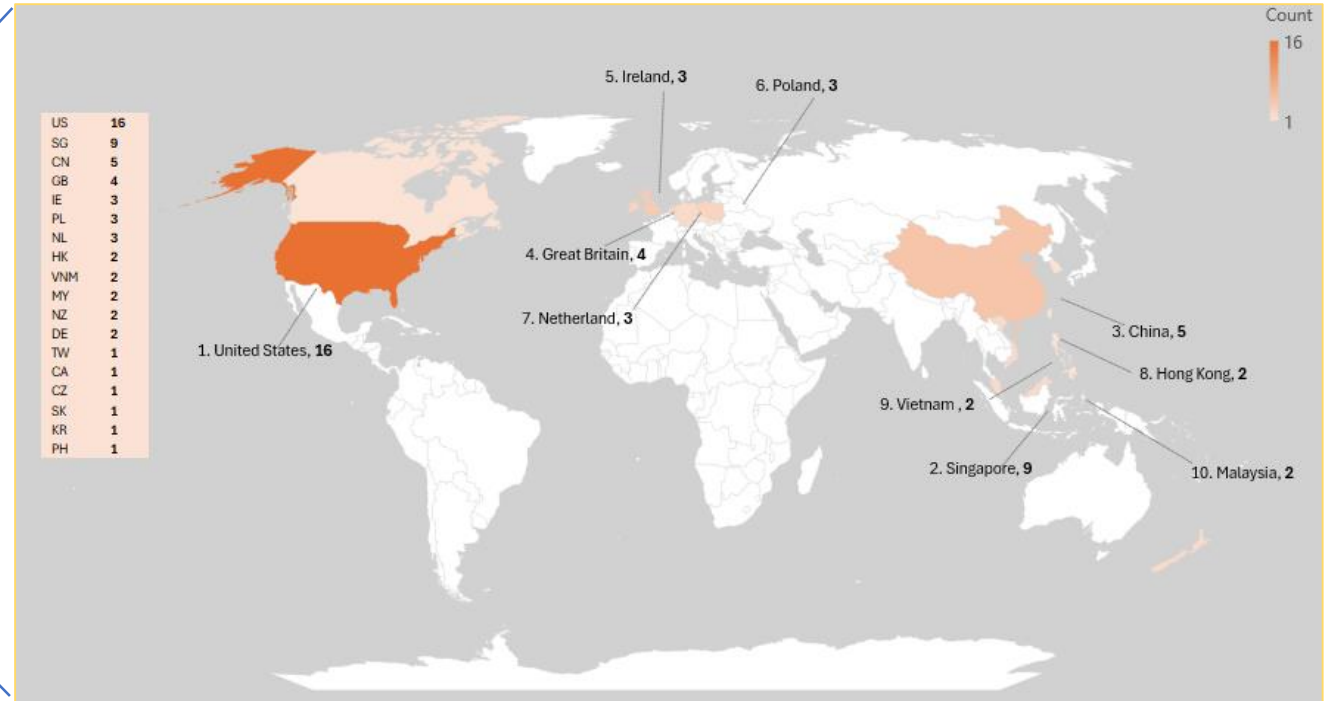 Count
16
1
5. Ireland, 3
6. Poland, 3
US 16
SG 9
CN 5
GB 4
IE 3
PL 3
NL 3
HK 2
VNM 2
MY 2
NZ 2
DE 2
TW 1
CA 1
CZ 1
SK 1
KR 1
PH 1
4. Great Britain, 4
7. Netherland, 3
1. United States, 16
3. China, 5
8. Hong Kong, 2
9. Vietnam , 2
2. Singapore, 9
10. Malaysia, 2